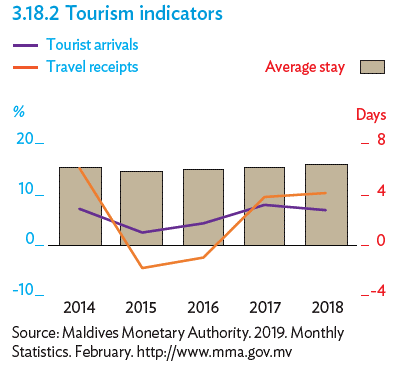 3.18.2 Tourism indicators
Tourist arrivals
Travel receipts
Average stay
%
Days
20
8
10
4
0
0
-10
-4
2014 2015 2016 2017 2018
Source: Maldives Monetary Authority. 2019. Monthly
Statistics. February. http://www.mma.gov.mv